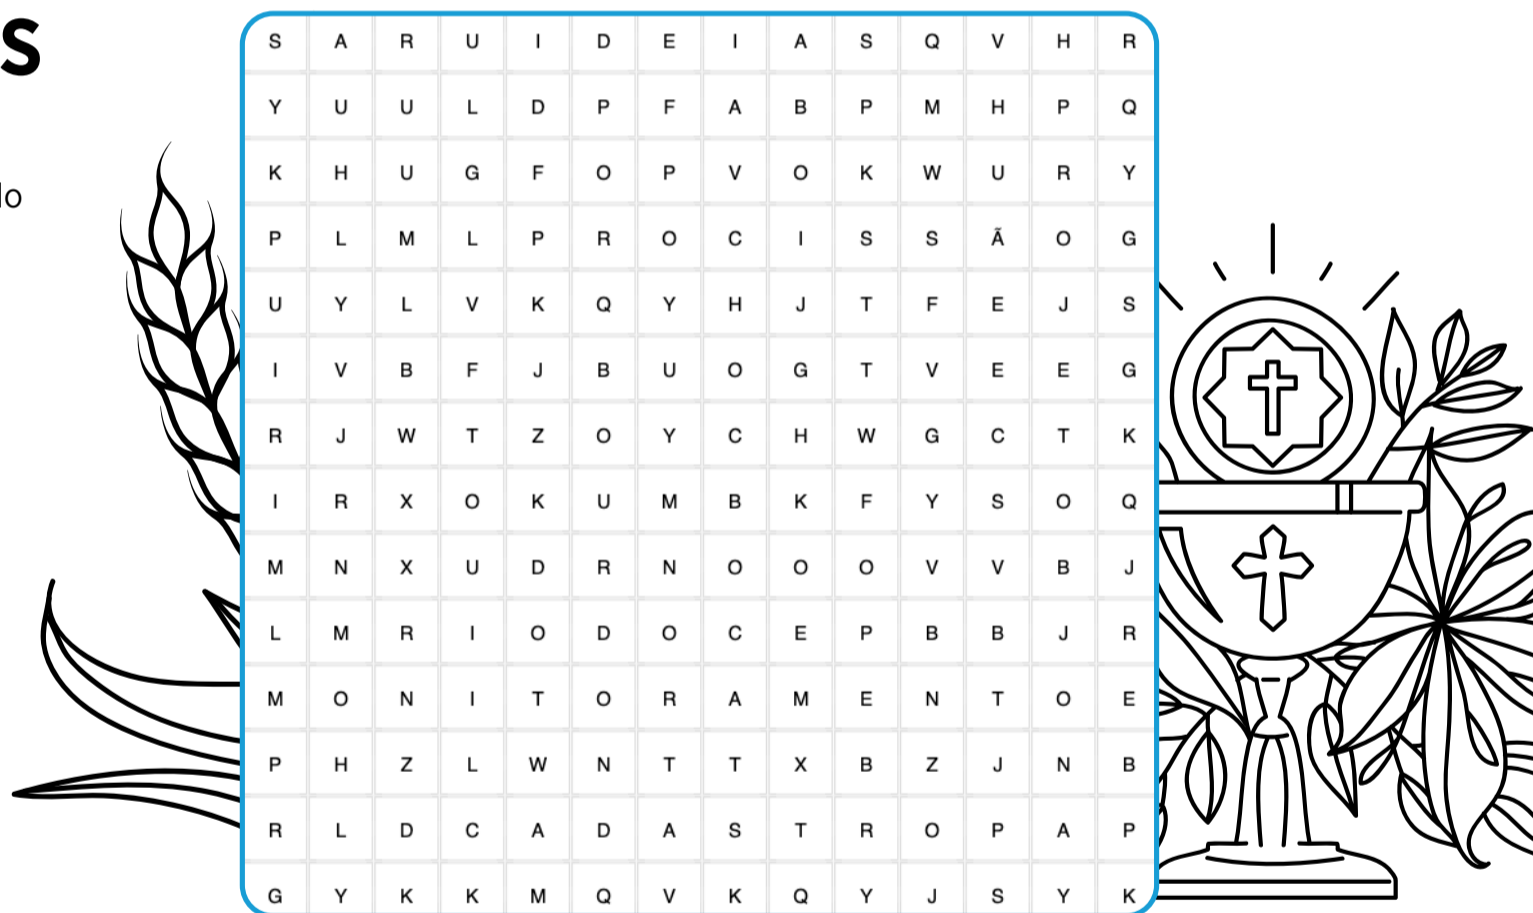 s
lo
S A R U I D E I A S Q V H R
Y U U L D P F A B P M H P Q
K H U G F O P V O K W U R Y
P L M L P R O C I S S Ã O G
U Y L V K Q Y H J T F E J S
I V B F J B U O G T V E E G
R J W T Z O Y C H W G C T K
I R X O K U M B K F Y S O Q
M N X U D R N O O O V V B J
L M R I O D O C E P B B J R
M O N I T O R A M E N T O E
P H Z L W N T T X B Z J N B
R L D C A D A S T R O P A P
G Y K K M Q V K Q Y J S Y K